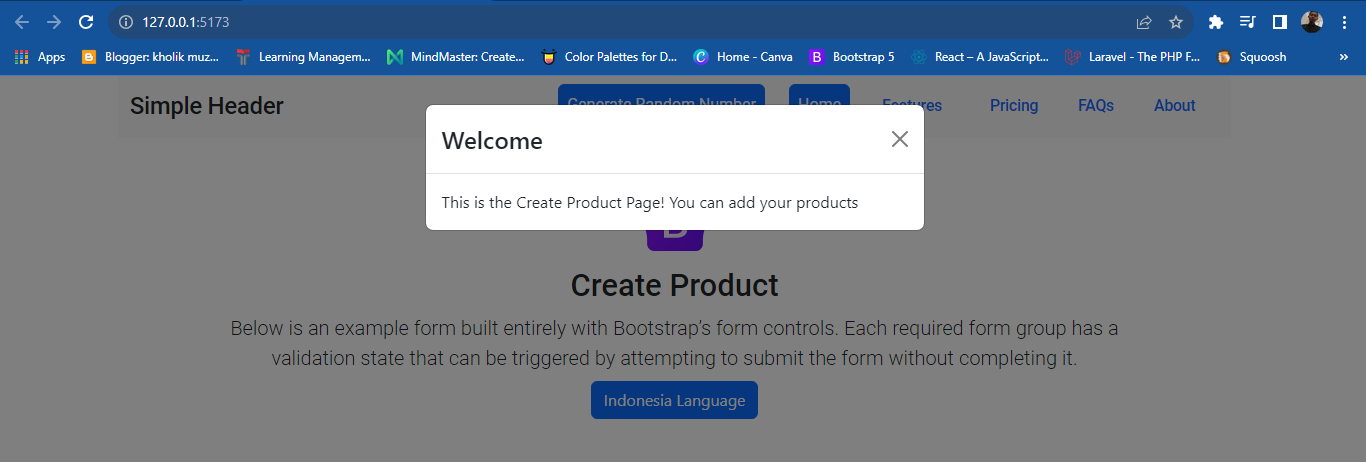 127.0.0.1:5173
Apps
Blogger: kholik muz...
Learning Managem...
MindMaster: Create...
Color Palettes for D...
Home - Canva
Bootstrap 5
React – A JavaScript...
Laravel - The PHP F...
Squoosh
»
Simple Header
Generate Random Number
Home
Features
Pricing
FAQs
About
Welcome
This is the Create Product Page! You can add your products
Create Product
Below is an example form built entirely with Bootstrap’s form controls. Each required form group has a
validation state that can be triggered by attempting to submit the form without completing it.
Indonesia Language